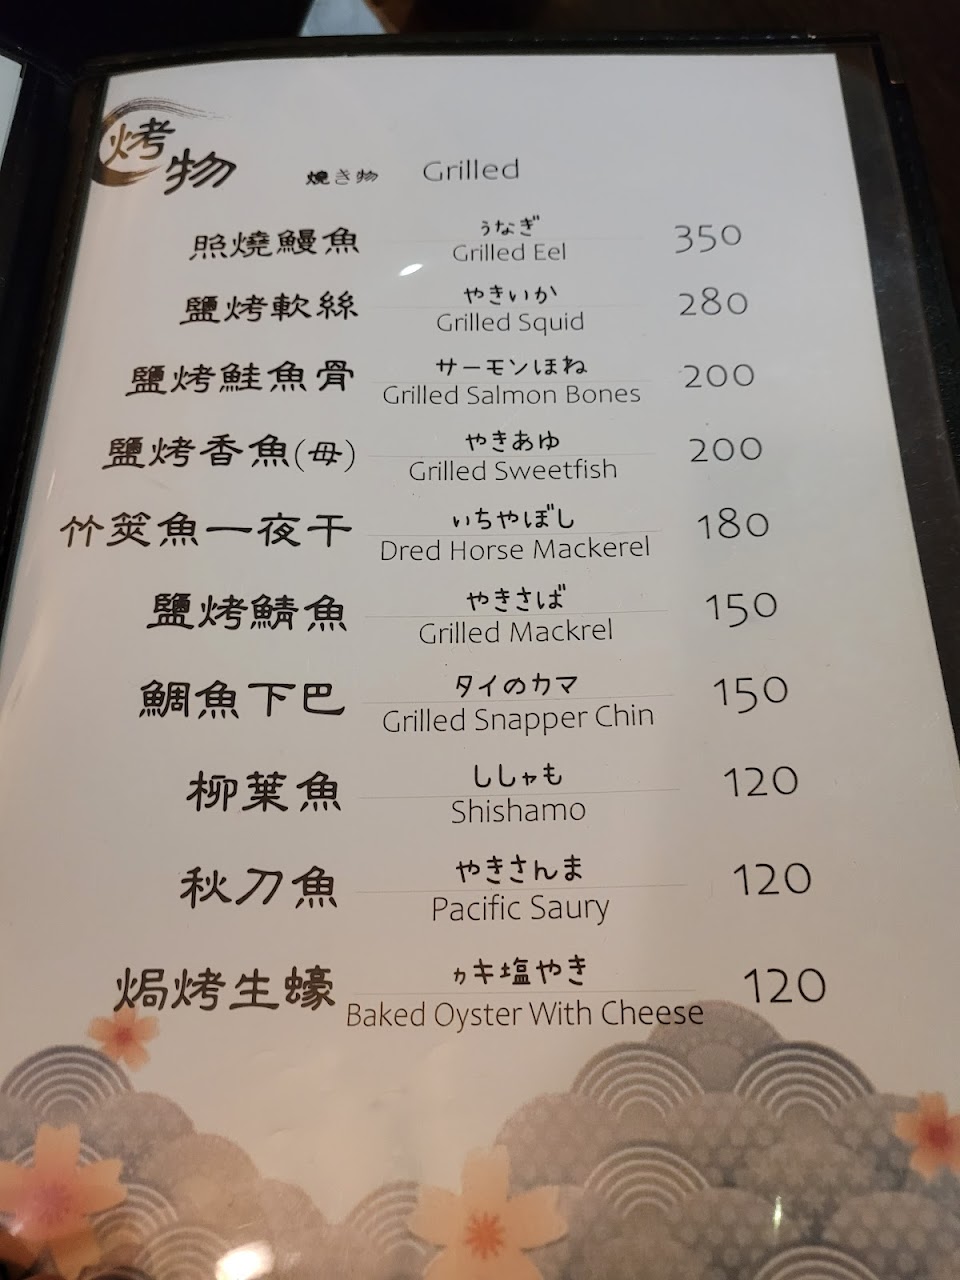 烤物 燒き物 Grilled
照燒鰻魚 うなぎ 350
Grilled Eel
鹽烤軟絲 やきいか 280
Grilled Squid
鹽烤鮭魚骨 サーモンほね 200
Grilled Salmon Bones
鹽烤香魚(母) やきあゆ 200
Grilled Sweetfish
竹筴魚一夜干 いちやぼし 180
Dred Horse Mackerel
鹽烤鯖魚 やきさば 150
Grilled Mackrel
鯛魚下巴 タイのカマ 150
Grilled Snapper Chin
柳葉魚 ししゃも 120
Shishamo
秋刀魚 やきさんま 120
Pacific Saury
焗烤生蠔 ヵキ塩やき 120
Baked Oyster With Cheese